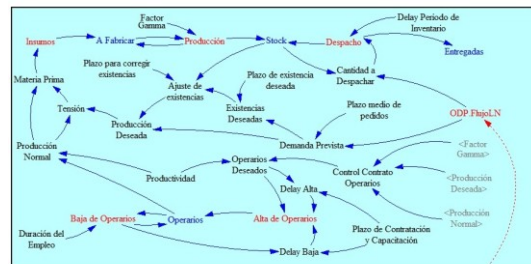 Factor
Gamma
Delay Periodo de
Inventario
Insumos
A Fabricar
Producción
Stock
Despacho
Entregadas
Plazo para corregir
existencias
Plazo de existencia
deseada
Cantidad a
Despachar
Materia Prima
Ajuste de
existencias
Existencias
Deseadas
Plazo medio de
pedidos
ODP.FlujoLN
Tensión
Producción
Deseada
Demanda Prevista
<Factor
Gamma>
Producción
Normal
Operarios
Deseados
Control Contrato
Operarios
<Producción
Deseada>
Productividad
Delay Alta
<Producción
Normal>
Baja de Operarios
Operarios
Alta de Operarios
Plazo de Contratación
y Capacitación
Duración del
Empleo
Delay Baja